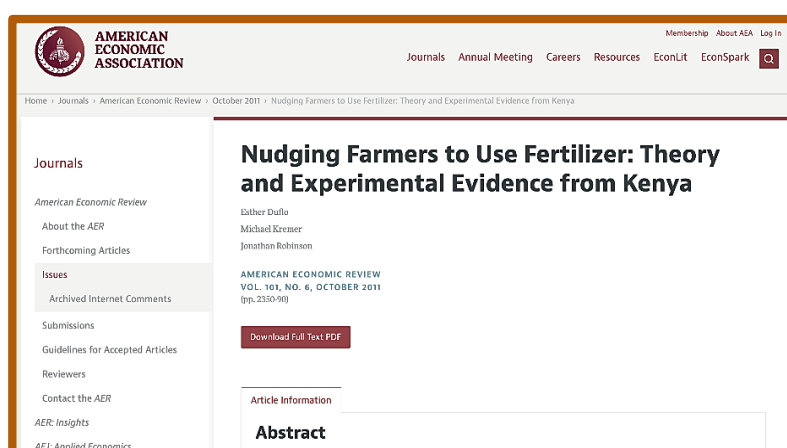 AMERICAN
ECONOMIC
ASSOCIATION
Membership About AEA Log In
Journals Annual Meeting Careers Resources EconLit EconSpark
Home › Journals › American Economic Review › October 2011 › Nudging Farmers to Use Fertilizer: Theory and Experimental Evidence from Kenya
Journals
American Economic Review
About the AER
Forthcoming Articles
Issues
Archived Internet Comments
Submissions
Guidelines for Accepted Articles
Reviewers
Contact the AER
AER: Insights
AEJ: Applied Economics
Nudging Farmers to Use Fertilizer: Theory
and Experimental Evidence from Kenya
Esther Duflo
Michael Kremer
Jonathan Robinson
AMERICAN ECONOMIC REVIEW
VOL. 101, NO. 6, OCTOBER 2011
(pp. 2350-90)
Download Full Text PDF
Article Information
Abstract